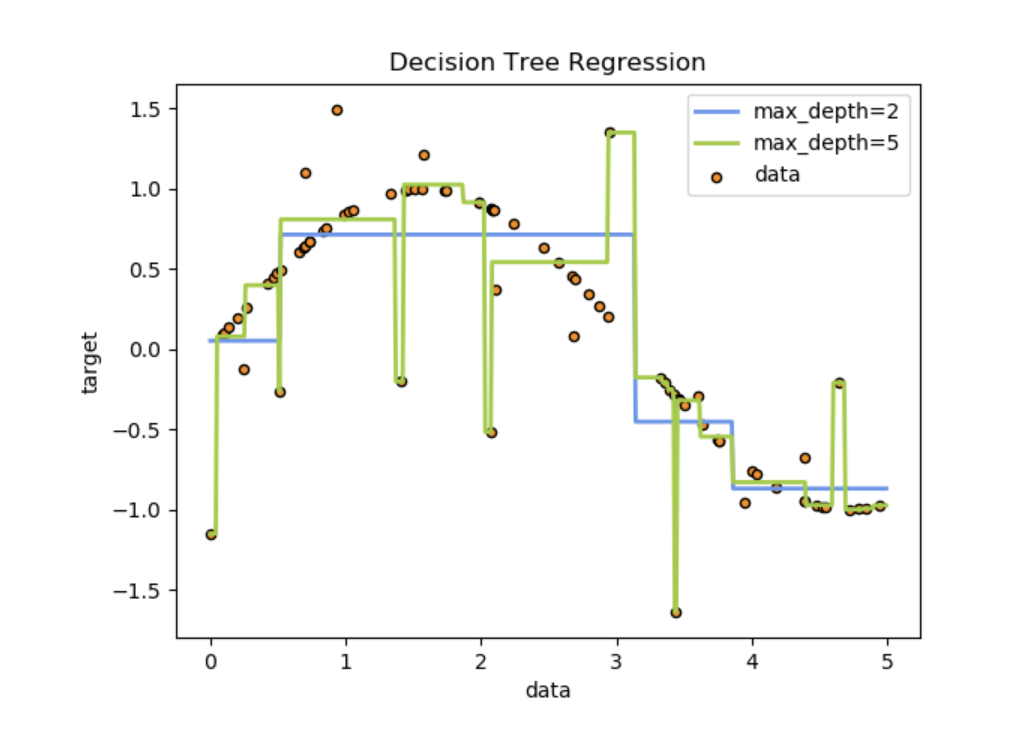 Decision Tree Regression
max_depth=2
max_depth=5
data
target
1.5
1.0
0.5
0.0
−0.5
−1.0
−1.5
0 1 2 3 4 5
data